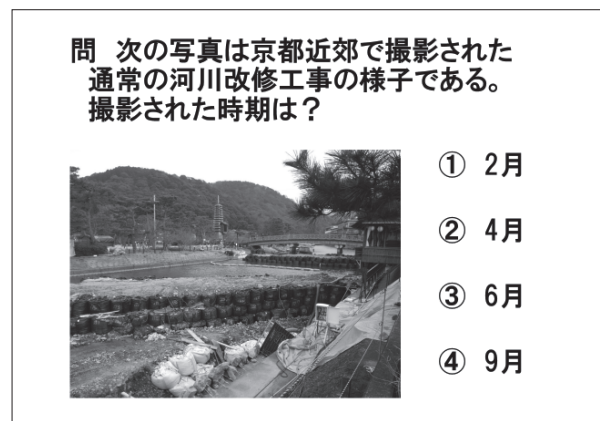 問 次の写真は京都近郊で撮影された
通常の河川改修工事の様子である。
撮影された時期は？
① 2月
② 4月
③ 6月
④ 9月